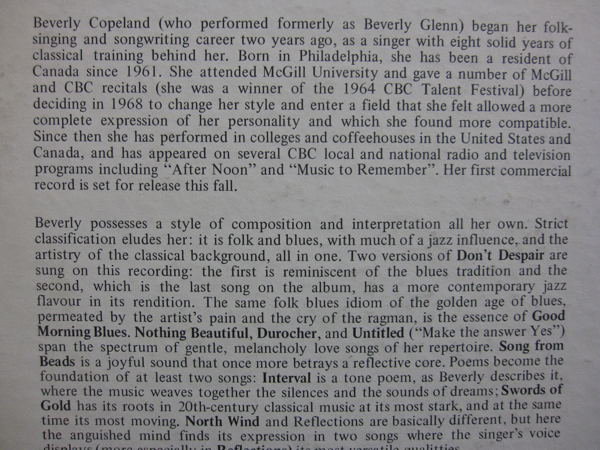 Beverly Copeland (who performed formerly as Beverly Glenn) began her folk-
singing and songwriting career two years ago, as a singer with eight solid years of
classical training behind her. Born in Philadelphia, she has been a resident of
Canada since 1961. She attended McGill University and gave a number of McGill
and CBC recitals (she was a winner of the 1964 CBC Talent Festival) before
deciding in 1968 to change her style and enter a field that she felt allowed a more
complete expression of her personality and which she found more compatible.
Since then she has performed in colleges and coffeehouses in the United States and
Canada, and has appeared on several CBC local and national radio and television
programs including “After Noon” and “Music to Remember”. Her first commercial
record is set for release this fall.
Beverly possesses a style of composition and interpretation all her own. Strict
classification eludes her: it is folk and blues, with much of a jazz influence, and the
artistry of the classical background, all in one. Two versions of Don't Despair are
sung on this recording: the first is reminiscent of the blues tradition and the
second, which is the last song on the album, has a more contemporary jazz
flavour in its rendition. The same folk blues idiom of the golden age of blues,
permeated by the artist's pain and the cry of the ragman, is the essence of Good
Morning Blues. Nothing Beautiful, Durocher, and Untitled (“Make the answer Yes”)
span the spectrum of gentle, melancholy love songs of her repertoire. Song from
Beads is a joyful sound that once more betrays a reflective core. Poems become the
foundation of at least two songs: Interval is a tone poem, as Beverly describes it,
where the music weaves together the silences and the sounds of dreams; Swords of
Gold has its roots in 20th-century classical music at its most stark, and at the same
time its most moving. North Wind and Reflections are basically different, but here
the anguished mind finds its expression in two songs where the singer's voice
displays (more especially in Reflections) its most versatile qualities.